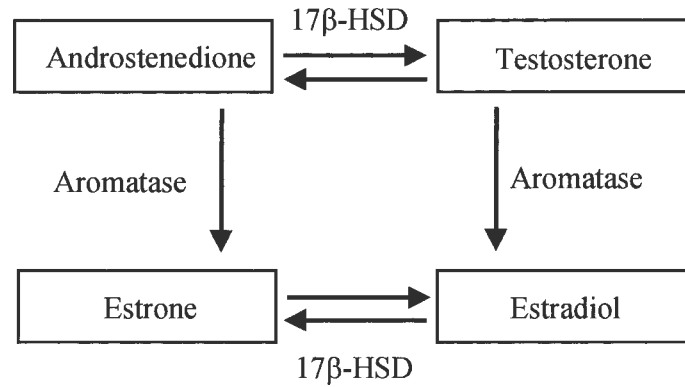 17β-HSD
Androstenedione
Testosterone
Aromatase
Aromatase
Estrone
Estradiol
17β-HSD